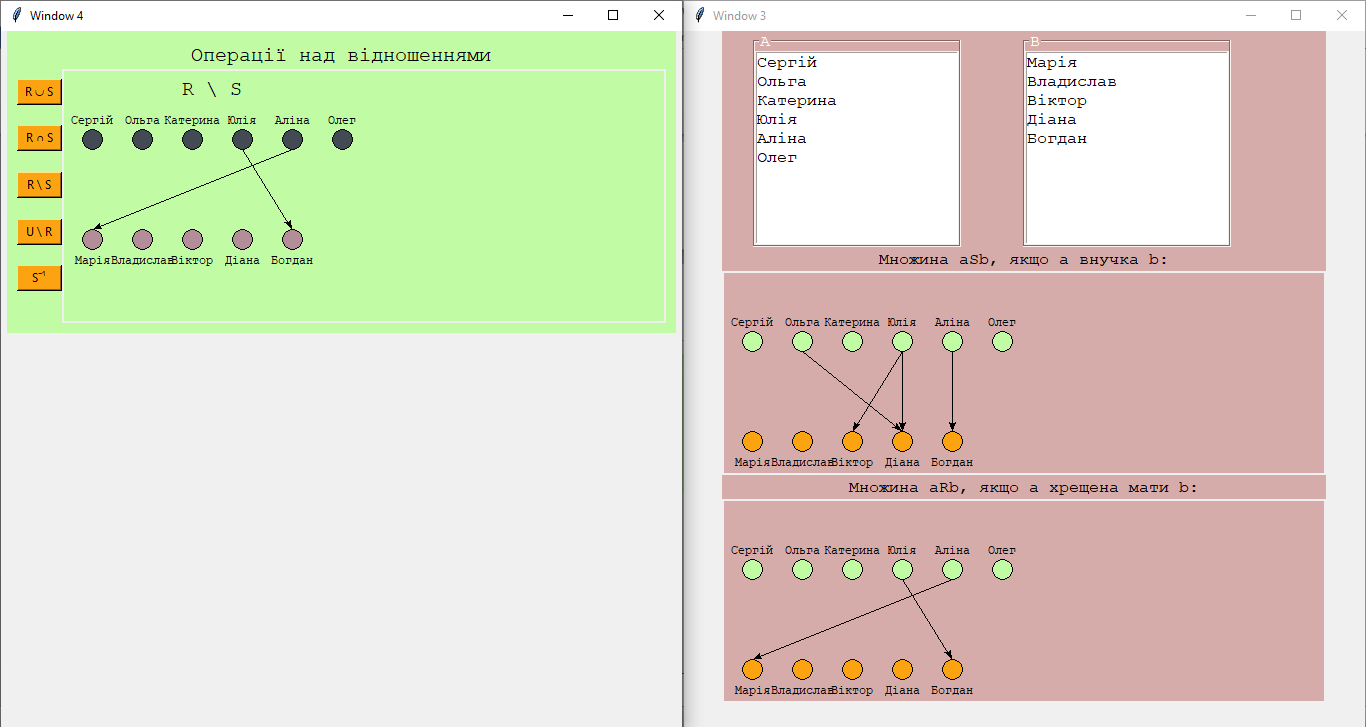 Window 4
Операції над відношеннями
R∪S
R \ S
Сергій Ольга Катерина Юлія Аліна Олег
R∩S
R\S
U\R
Марія Владислав Віктор Діана Богдан
S⁻¹
Window 3
A
Сергій
Ольга
Катерина
Юлія
Аліна
Олег
B
Марія
Владислав
Віктор
Діана
Богдан
Множина aSb, якщо a внучка b:
Сергій Ольга Катерина Юлія Аліна Олег
Марія Владислав Віктор Діана Богдан
Множина aRb, якщо a хрещена мати b:
Сергій Ольга Катерина Юлія Аліна Олег
Марія Владислав Віктор Діана Богдан